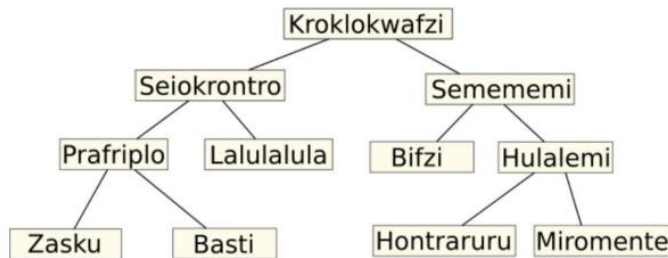 Kroklokwafzi
Seiokrontro
Semememi
Prafriplo
Lalulalula
Bifzi
Hulalemi
Zasku
Basti
Hontraruru
Miromente